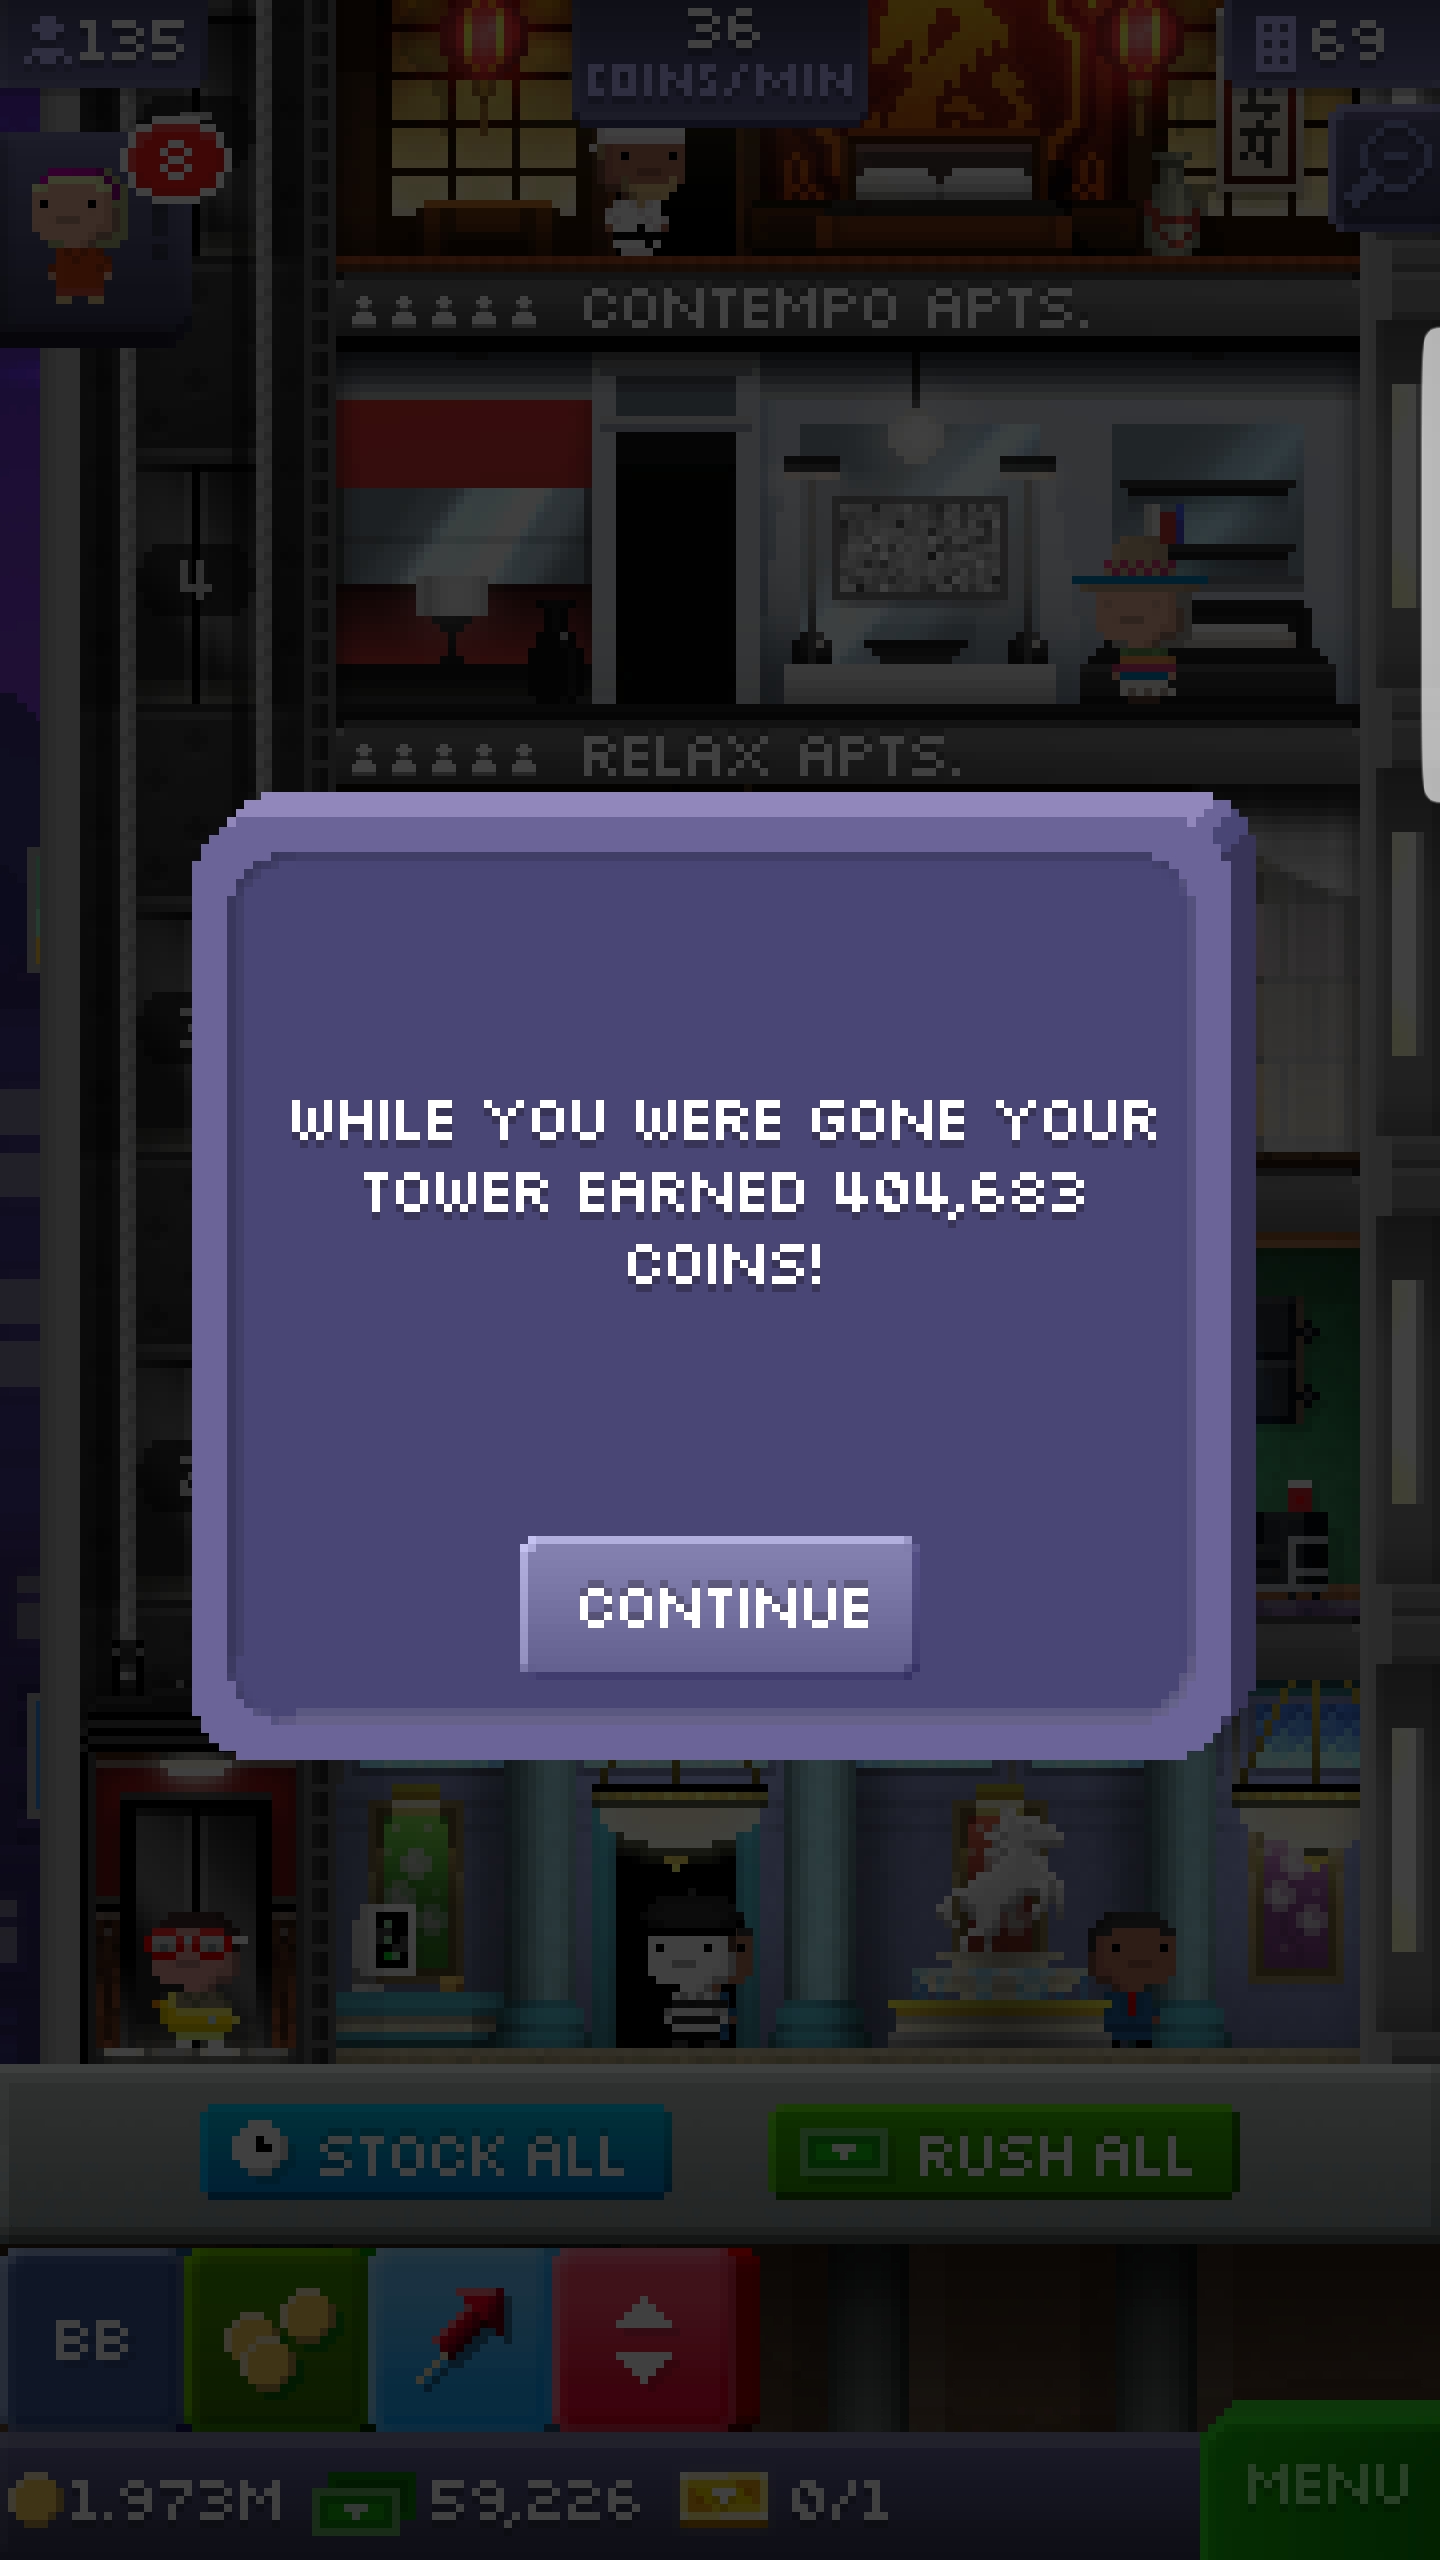 135
36
COINS/MIN
69
8
CONTEMPO APTS.
4
RELAX APTS.
WHILE YOU WERE GONE YOUR
TOWER EARNED 404,683
COINS!
CONTINUE
STOCK ALL
RUSH ALL
BB
1.973M
59,226
0/1
MENU